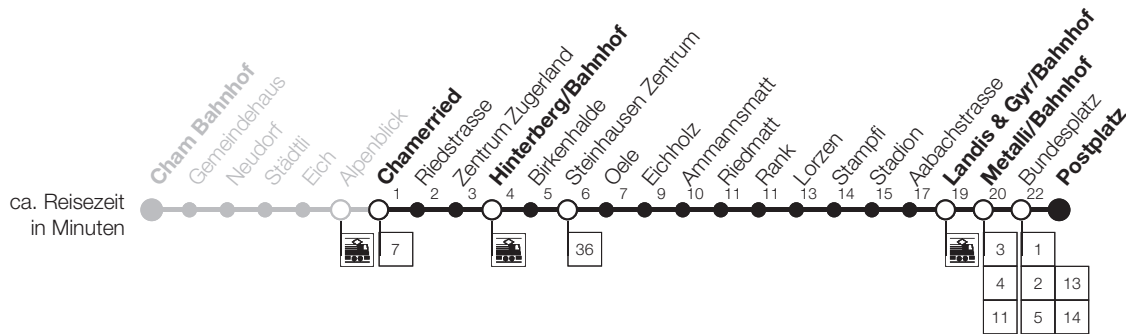 Cham Bahnhof
Gemeindehaus
Neudorf
Städtli
Eich
Alpenblick
Chamerried
Riedstrasse
Zentrum Zugerland
Hinterberg/Bahnhof
Birkenhalde
Steinhausen Zentrum
Oele
Eichholz
Ammannsmatt
Riedmatt
Rank
Lorzen
Stampfi
Stadion
Aabachstrasse
Landis & Gyr/Bahnhof
Metalli/Bahnhof
Bundesplatz
Postplatz
ca. Reisezeit
in Minuten
1 2 3 4 5 6 7 9 10 11 11 13 14 15 17 19 20 22
7 36 3 1
4 2 13
11 5 14